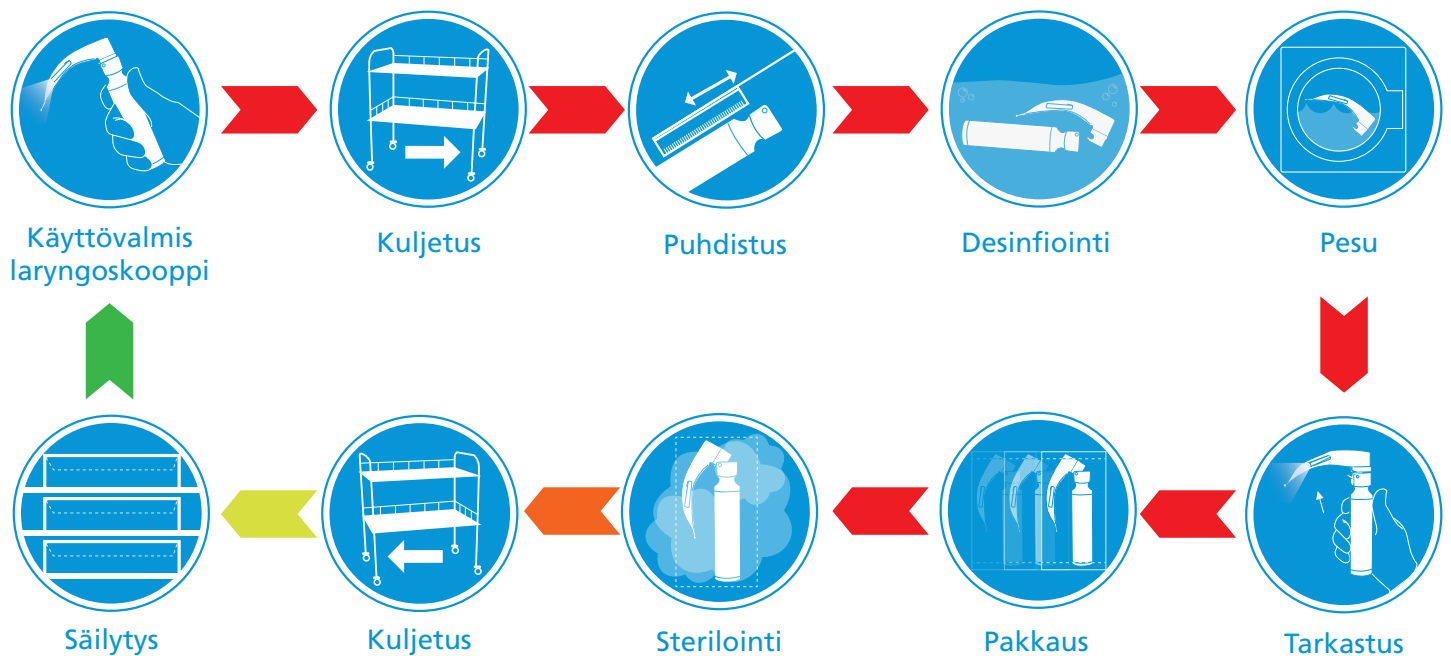 Käyttövalmis
laryngoskooppi
Kuljetus
Puhdistus
Desinfiointi
Pesu
Säilytys
Kuljetus
Sterilointi
Pakkaus
Tarkastus